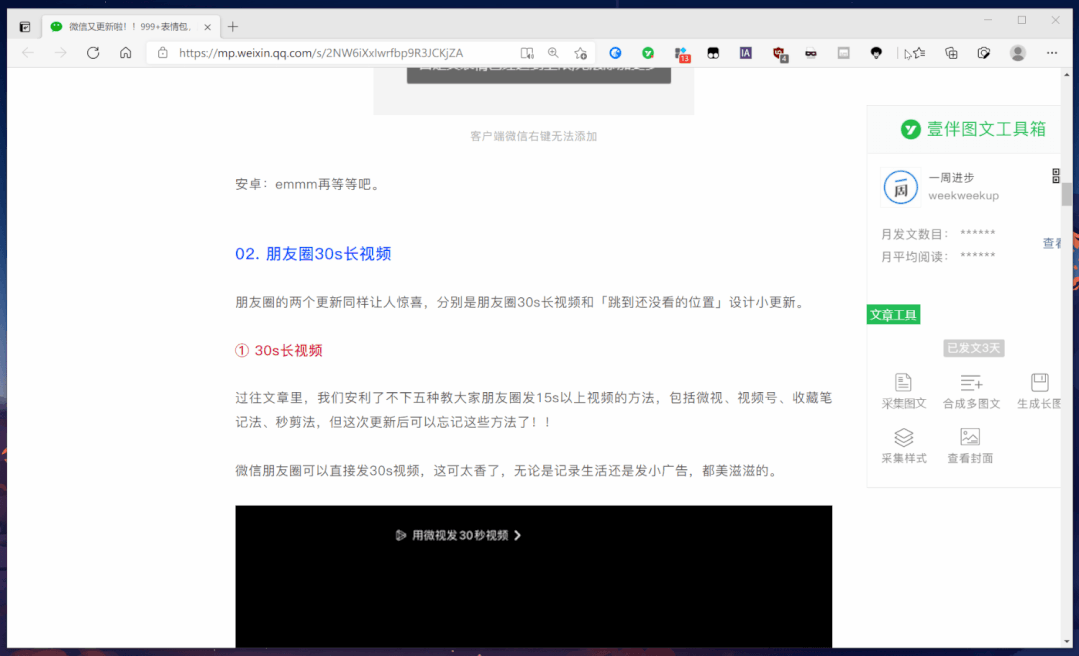 微信又更新啦！！999+表情包,
https://mp.weixin.qq.com/s/2NW6iXxIwrfbp9R3JCKjZA
13
IA
4
客户端微信右键无法添加
安卓：emmm再等等吧。
02. 朋友圈30s长视频
朋友圈的两个更新同样让人惊喜，分别是朋友圈30s长视频和「跳到还没看的位置」设计小更新。
① 30s长视频
过往文章里，我们安利了不下五种教大家朋友圈发15s以上视频的方法，包括微视、视频号、收藏笔
记法、秒剪法，但这次更新后可以忘记这些方法了！！
微信朋友圈可以直接发30s视频，这可太香了，无论是记录生活还是发小广告，都美滋滋的。
用微视发30秒视频
壹伴图文工具箱
一周
一周进步
weekweekup
月发文数目： ******
查看
月平均阅读： ******
文章工具
已发文3天
采集图文 合成多图文 生成长图
采集样式 查看封面